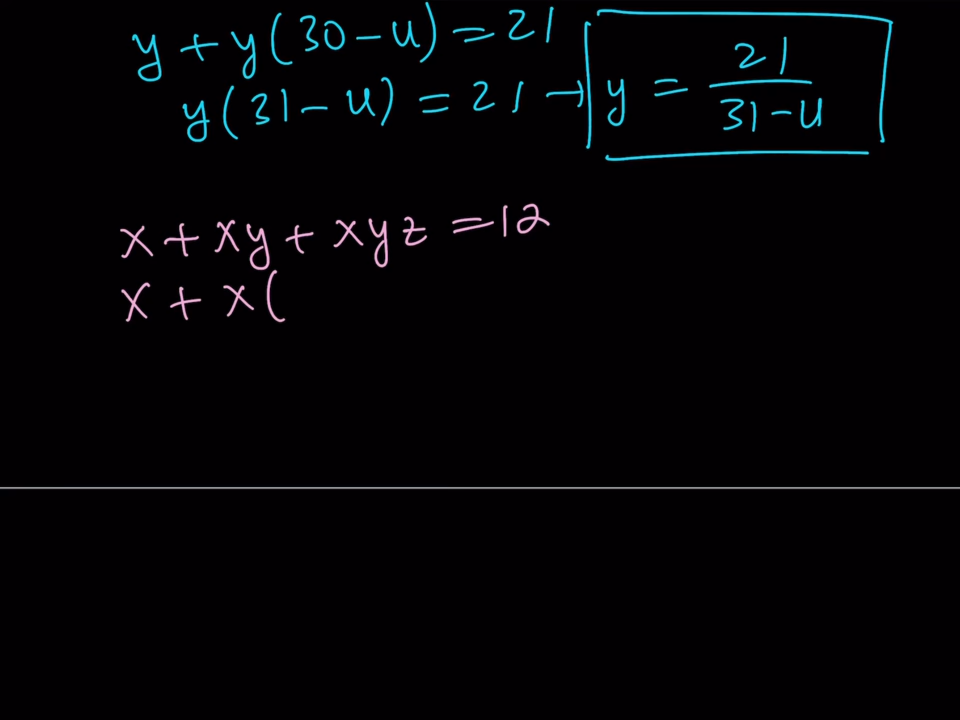 y + y(30 - u) = 21
y(31 - u) = 21 → y = 21/(31 - u)
x + xy + xyz = 12
x + x(